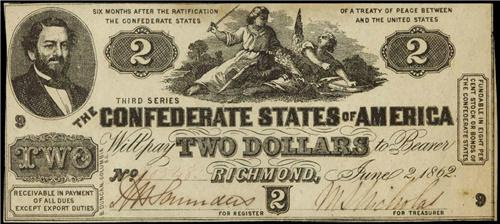 SIX MONTHS AFTER THE RATIFICATION
OF A TREATY OF PEACE BETWEEN
THE CONFEDERATE STATES
AND THE UNITED STATES
2
2
THIRD SERIES
9
THE CONFEDERATE STATES OF AMERICA
Will pay TWO DOLLARS to Bearer
FUNDABLE IN EIGHT PER
CENT STOCK OR BONDS OF
THE CONFEDERATE STATES
TWO
No
RICHMOND, June 2, 1862
RECEIVABLE IN PAYMENT
OF ALL DUES
EXCEPT EXPORT DUTIES
2
FOR REGISTER
FOR TREASURER
9